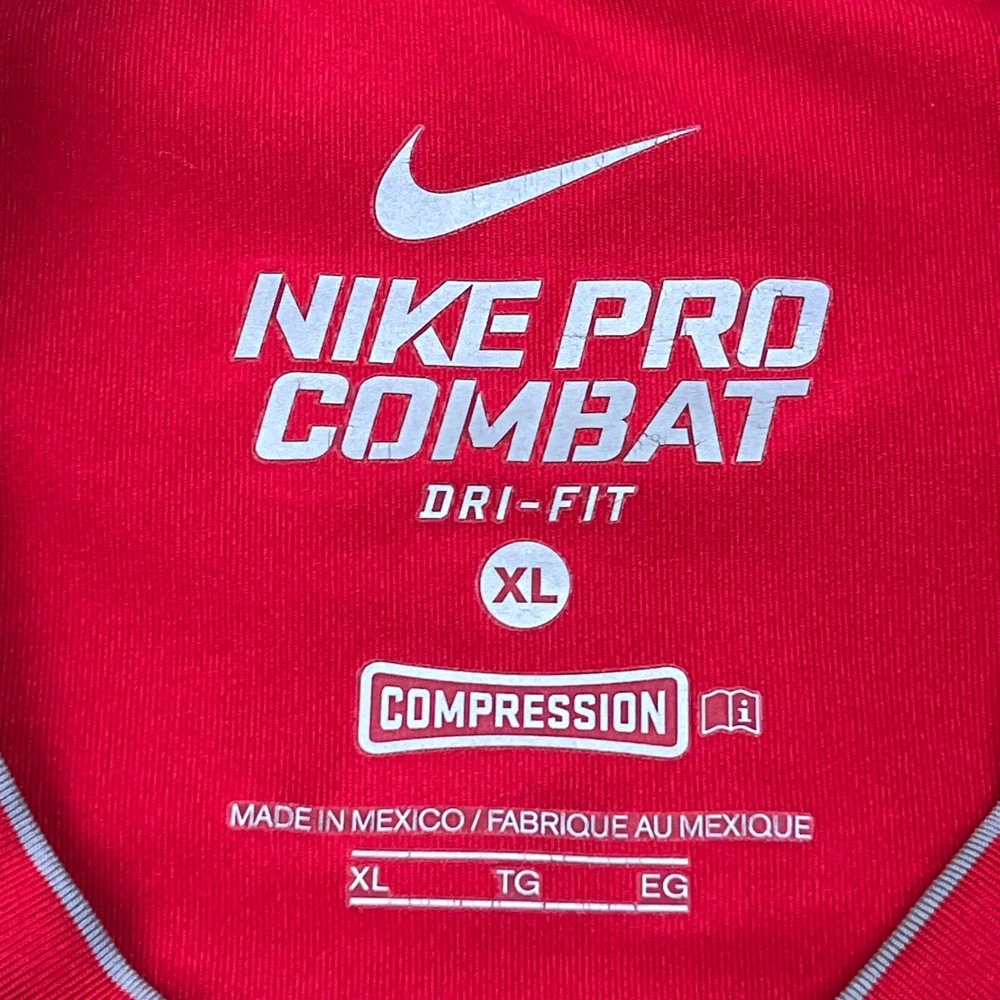 NIKE PRO
COMBAT
DRI-FIT
XL
COMPRESSION i
MADE IN MEXICO / FABRIQUE AU MEXIQUE
XL TG EG